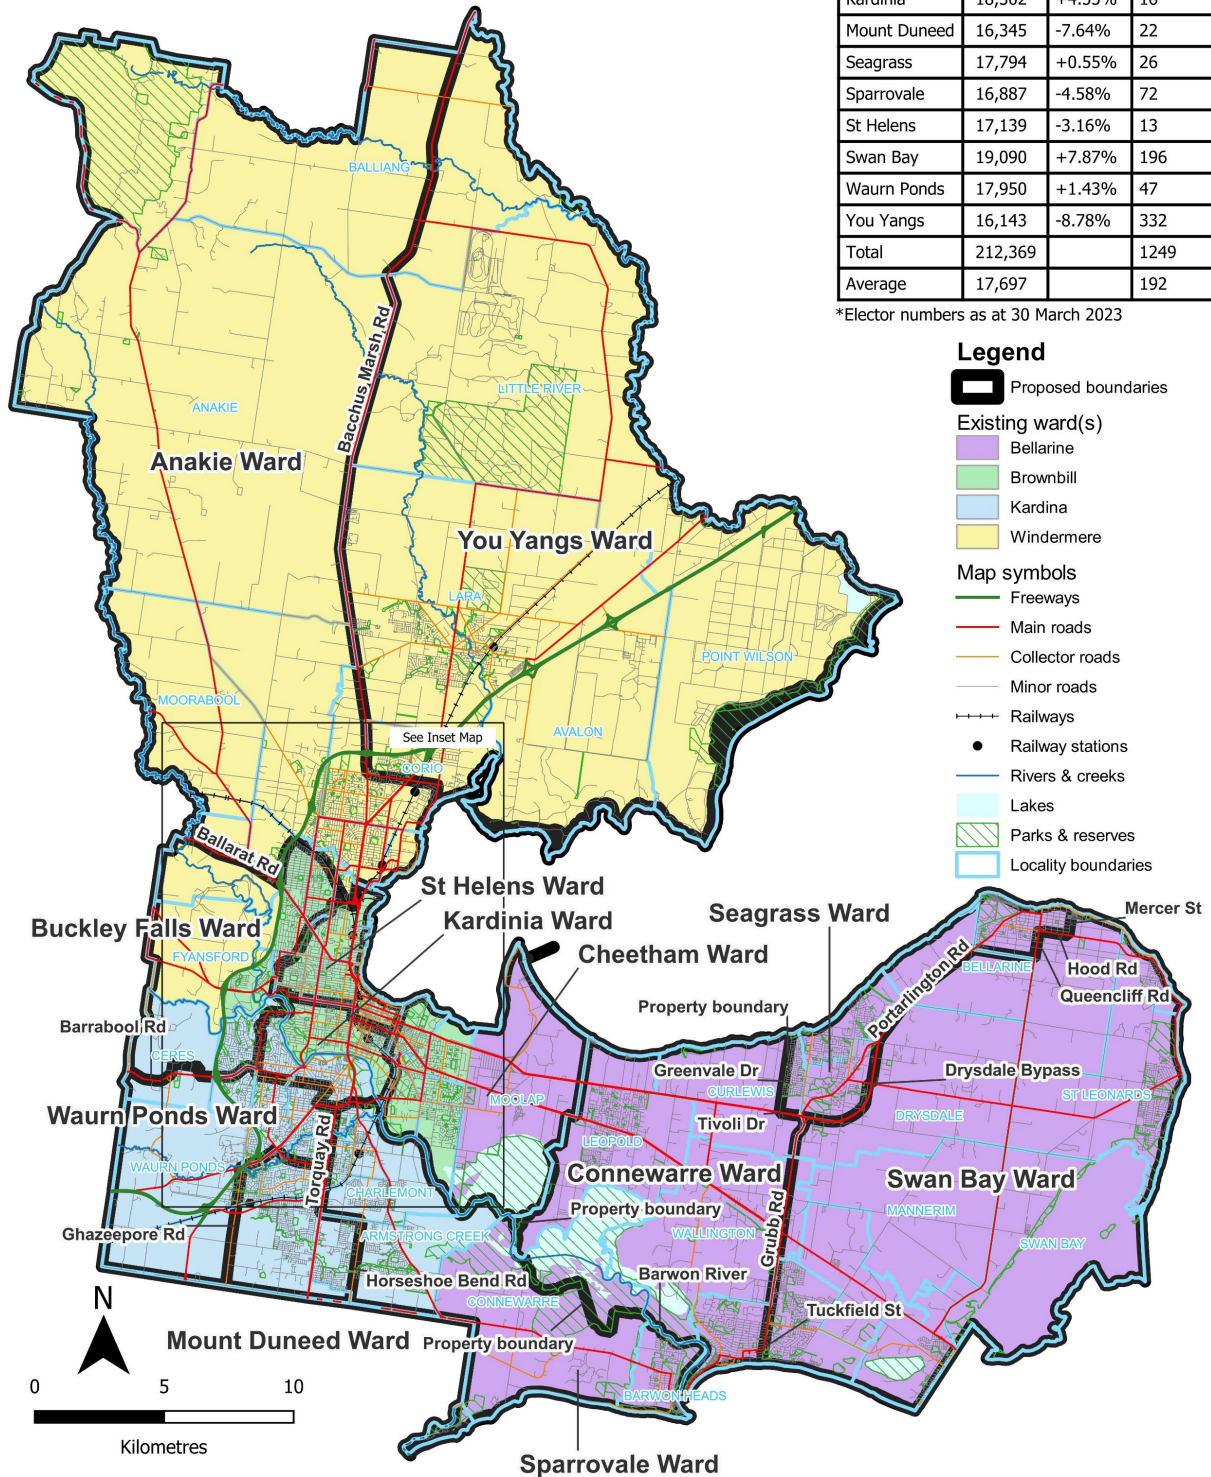 Kardinia 18,502 +4.55% 16
Mount Duneed 16,345 -7.64% 22
Seagrass 17,794 +0.55% 26
Sparrovale 16,887 -4.58% 72
St Helens 17,139 -3.16% 13
Swan Bay 19,090 +7.87% 196
Waurn Ponds 17,950 +1.43% 47
You Yangs 16,143 -8.78% 332
Total 212,369 1249
Average 17,697 192
*Elector numbers as at 30 March 2023
Legend
Proposed boundaries
Existing ward(s)
Bellarine
Brownbill
Kardina
Windermere
Map symbols
Freeways
Main roads
Collector roads
Minor roads
Railways
Railway stations
Rivers & creeks
Lakes
Parks & reserves
Locality boundaries
BALLIANG
Bacchus Marsh Rd
LITTLE RIVER
ANAKIE
Anakie Ward
You Yangs Ward
LARA
POINT WILSON
MOORABOOL
AVALON
See Inset Map
CORIO
Ballarat Rd
St Helens Ward
Kardinia Ward
Seagrass Ward
Mercer St
Buckley Falls Ward
Cheetham Ward
FYANSFORD
Portarlington Rd
BELLARINE
Hood Rd
Queencliff Rd
Property boundary
Barrabool Rd
CERES
Greenvale Dr
CURLEWIS
Drysdale Bypass
MOOLAP
ST LEONARDS
Waurn Ponds Ward
Tivoli Dr
DRYSDALE
Torquay Rd
LEOPOLD
WAURN PONDS
Connewarre Ward
Swan Bay Ward
CHARLEMONT
Property boundary
MANNERIM
Ghazeepore Rd
ARMSTRONG CREEK
WALLINGTON
Grubb Rd
SWAN BAY
Horseshoe Bend Rd
Barwon River
CONNEWARRE
Tuckfield St
N
Mount Duneed Ward
Property boundary
0 5 10
Kilometres
BARWON HEADS
Sparrovale Ward